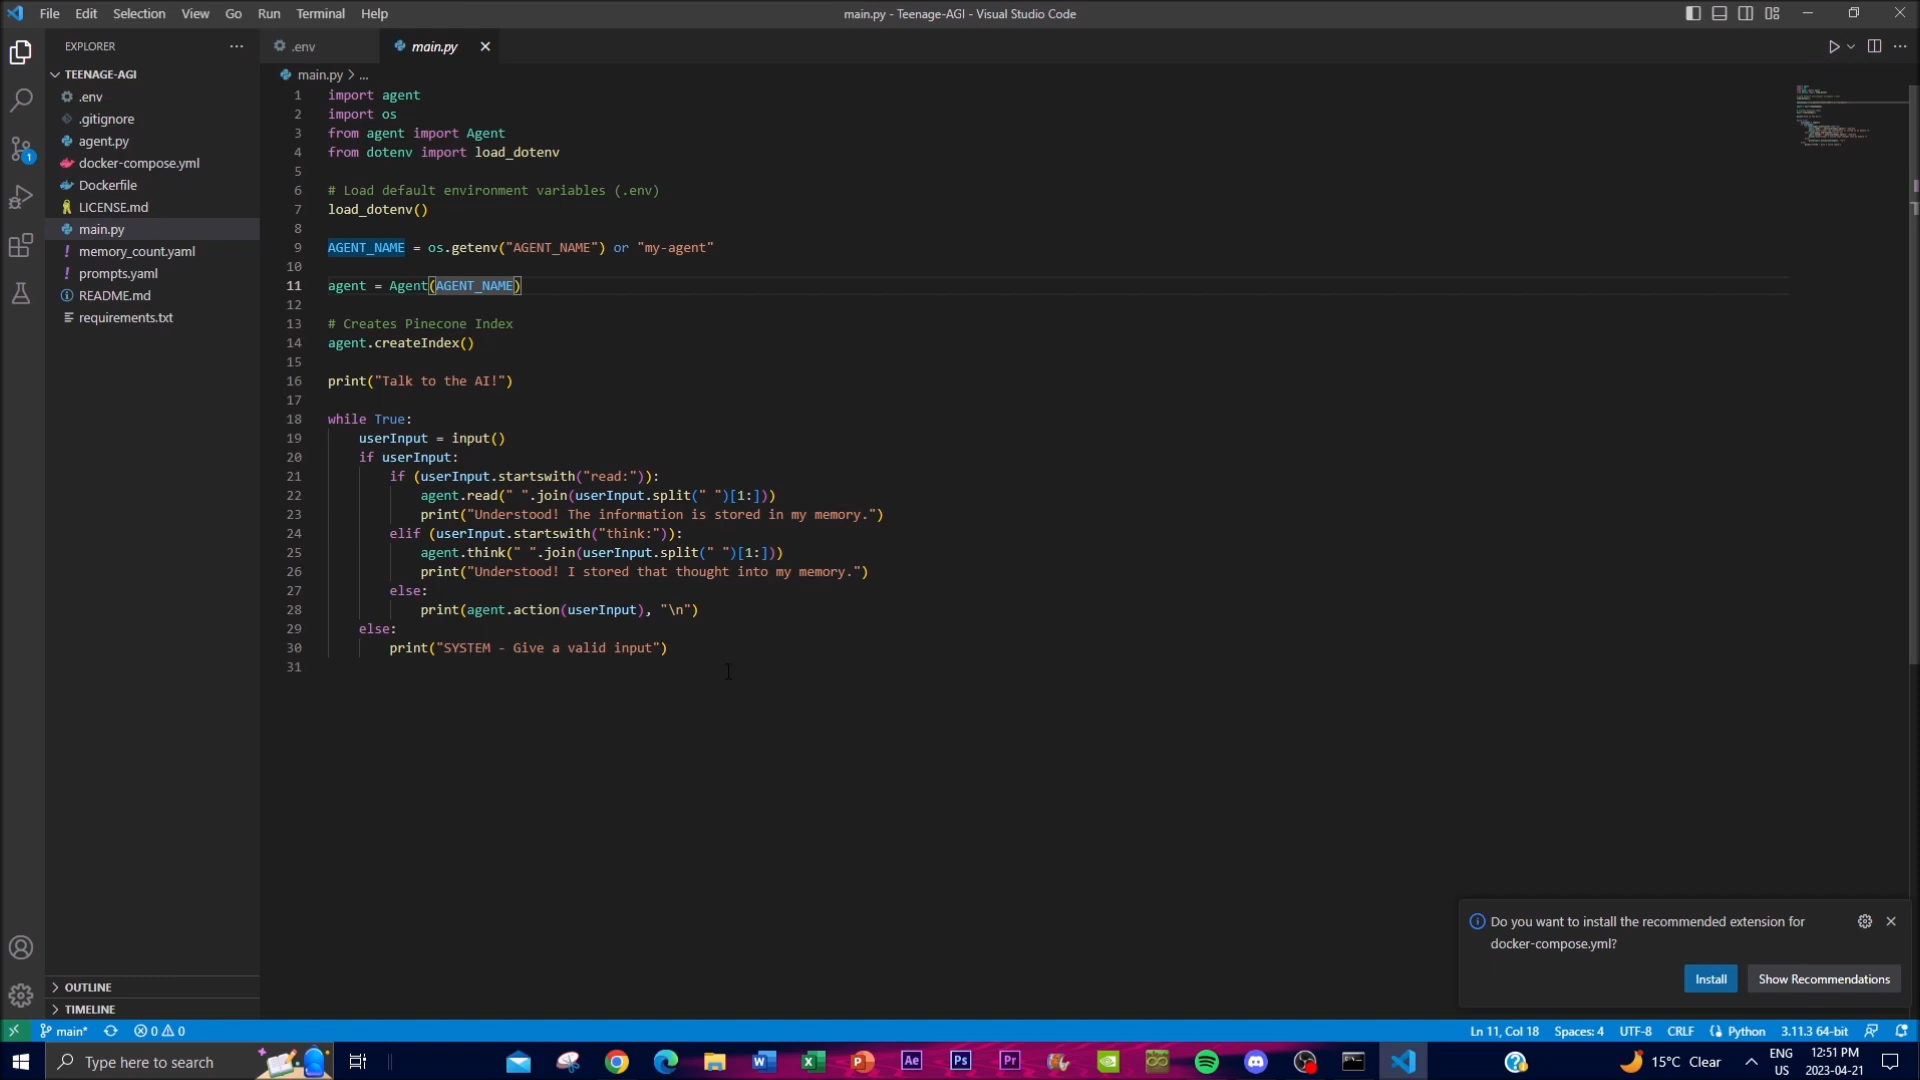 File Edit Selection View Go Run Terminal Help
main.py - Teenage-AGI - Visual Studio Code
EXPLORER
TEENAGE-AGI
.env
.gitignore
agent.py
docker-compose.yml
Dockerfile
LICENSE.md
main.py
memory_count.yaml
prompts.yaml
README.md
requirements.txt
OUTLINE
TIMELINE
1
.env
main.py
main.py > ...
1 import agent
2 import os
3 from agent import Agent
4 from dotenv import load_dotenv
5
6 # Load default environment variables (.env)
7 load_dotenv()
8
9 AGENT_NAME = os.getenv("AGENT_NAME") or "my-agent"
10
11 agent = Agent(AGENT_NAME)
12
13 # Creates Pinecone Index
14 agent.createIndex()
15
16 print("Talk to the AI!")
17
18 while True:
19 userInput = input()
20 if userInput:
21 if (userInput.startswith("read:")):
22 agent.read(" ".join(userInput.split(" ")[1:]))
23 print("Understood! The information is stored in my memory.")
24 elif (userInput.startswith("think:")):
25 agent.think(" ".join(userInput.split(" ")[1:]))
26 print("Understood! I stored that thought into my memory.")
27 else:
28 print(agent.action(userInput), "\n")
29 else:
30 print("SYSTEM - Give a valid input")
31
Do you want to install the recommended extension for
docker-compose.yml?
Install Show Recommendations
main* 0 0 Ln 11, Col 18 Spaces: 4 UTF-8 CRLF Python 3.11.3 64-bit
Type here to search
Ae Ps Pr
15°C Clear
ENG
US
12:51 PM
2023-04-21